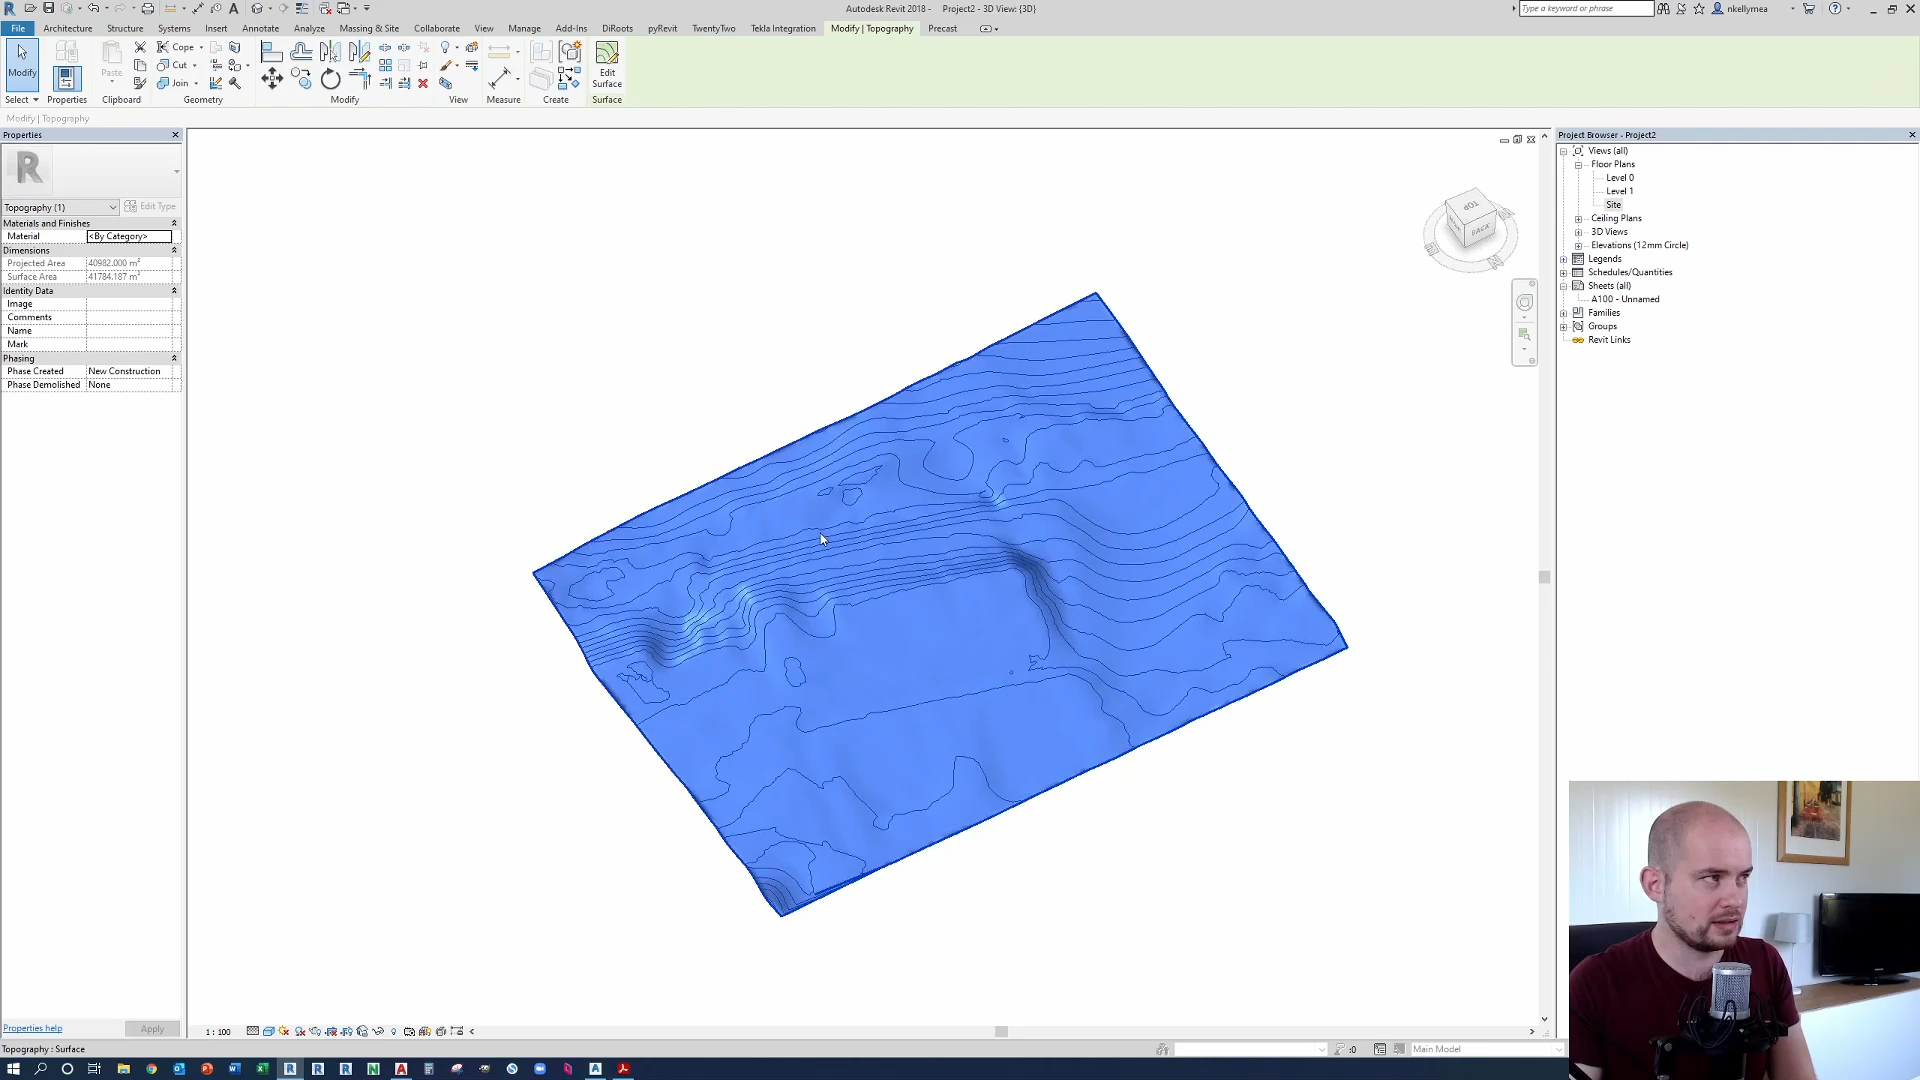 Autodesk Revit 2018 - Project2 - 3D View: {3D}
Type a keyword or phrase
nkellymea
File Architecture Structure Systems Insert Annotate Analyze Massing & Site Collaborate View Manage Add-Ins DiRoots pyRevit TwentyTwo Tekla Integration Modify | Topography Precast
Modify
Paste
Cope
Cut
Join
Edit Surface
Select Properties Clipboard Geometry Modify View Measure Create Surface
Modify | Topography
Properties
Topography (1) Edit Type
Materials and Finishes
Material <By Category>
Dimensions
Projected Area 40982.000 m²
Surface Area 41784.187 m²
Identity Data
Image
Comments
Name
Mark
Phasing
Phase Created New Construction
Phase Demolished None
Properties help Apply
TOP
BACK
Project Browser - Project2
Views (all)
Floor Plans
Level 0
Level 1
Site
Ceiling Plans
3D Views
Elevations (12mm Circle)
Legends
Schedules/Quantities
Sheets (all)
A100 - Unnamed
Families
Groups
Revit Links
1 : 100
Topography : Surface
:0
Main Model